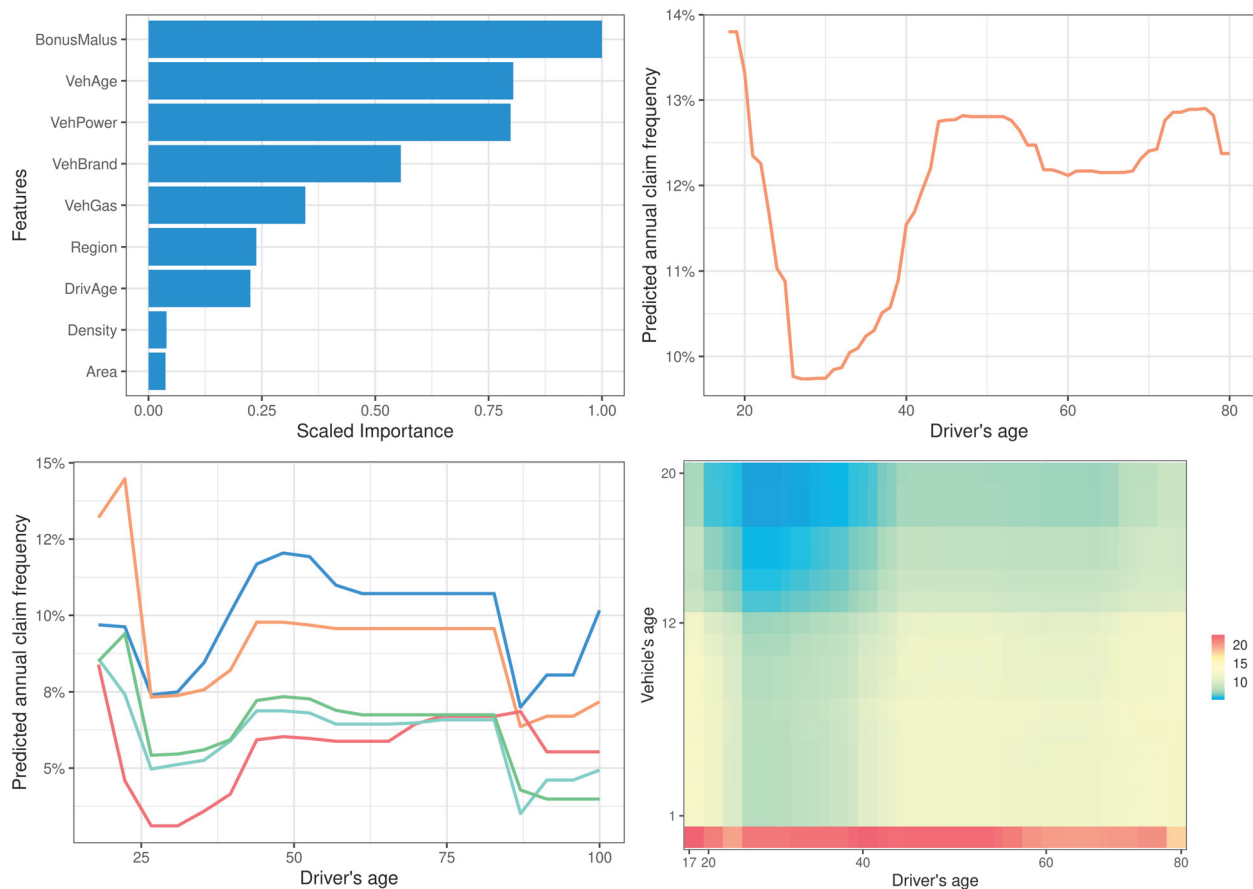 Features
BonusMalus
VehAge
VehPower
VehBrand
VehGas
Region
DrivAge
Density
Area
0.00 0.25 0.50 0.75 1.00
Scaled Importance
Predicted annual claim frequency
14%
13%
12%
11%
10%
20 40 60 80
Driver's age
Predicted annual claim frequency
15%
12%
10%
8%
5%
25 50 75 100
Driver's age
Vehicle's age
20
12
1
17 20 40 60 80
Driver's age
20
15
10